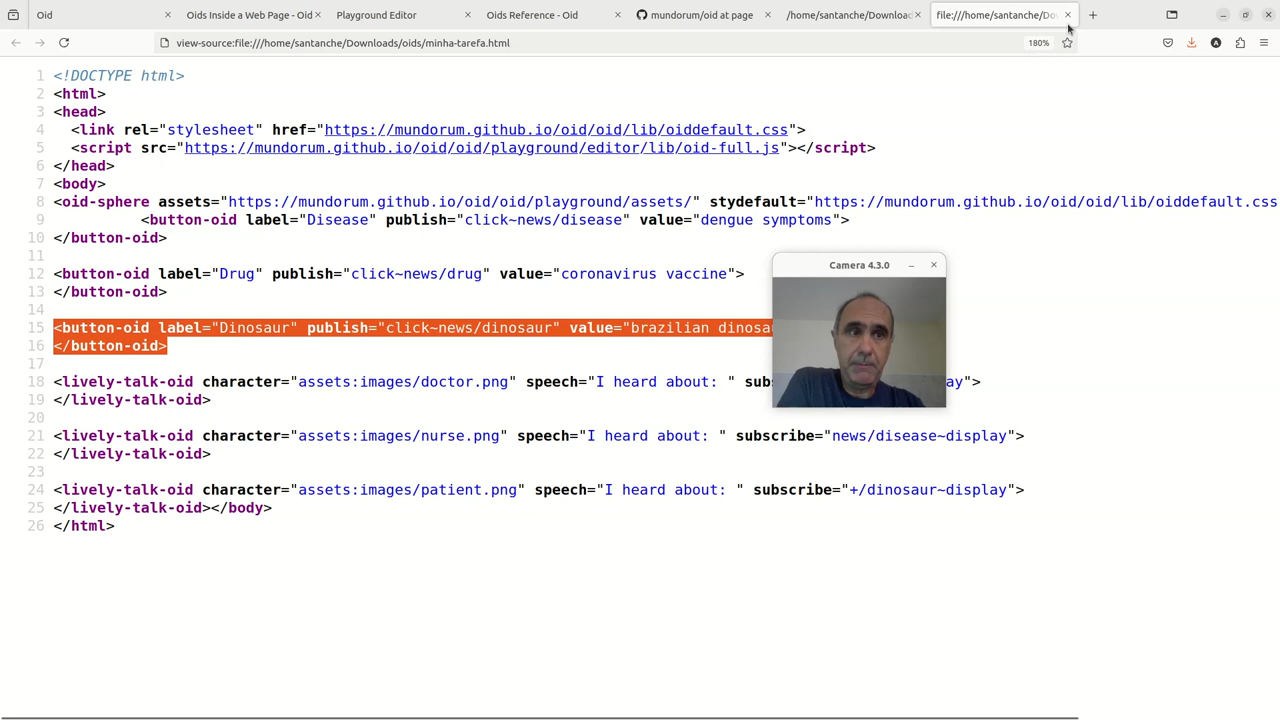 Oid
Oids Inside a Web Page - Oid
Playground Editor
Oids Reference - Oid
mundorum/oid at page
/home/santanche/Download
file:///home/santanche/Do
view-source:file:///home/santanche/Downloads/oids/minha-tarefa.html
180%
1 <!DOCTYPE html>
2 <html>
3 <head>
4 <link rel="stylesheet" href="https://mundorum.github.io/oid/oid/lib/oiddefault.css">
5 <script src="https://mundorum.github.io/oid/oid/playground/editor/lib/oid-full.js"></script>
6 </head>
7 <body>
8 <oid-sphere assets="https://mundorum.github.io/oid/oid/playground/assets/" stydefault="https://mundorum.github.io/oid/oid/lib/oiddefault.css
9 <button-oid label="Disease" publish="click~news/disease" value="dengue symptoms">
10 </button-oid>
11
12 <button-oid label="Drug" publish="click~news/drug" value="coronavirus vaccine">
13 </button-oid>
14
15 <button-oid label="Dinosaur" publish="click~news/dinosaur" value="brazilian dinosau
16 </button-oid>
17
18 <lively-talk-oid character="assets:images/doctor.png" speech="I heard about: " sub ay">
19 </lively-talk-oid>
20
21 <lively-talk-oid character="assets:images/nurse.png" speech="I heard about: " subscribe="news/disease~display">
22 </lively-talk-oid>
23
24 <lively-talk-oid character="assets:images/patient.png" speech="I heard about: " subscribe="+/dinosaur~display">
25 </lively-talk-oid></body>
26 </html>
Camera 4.3.0